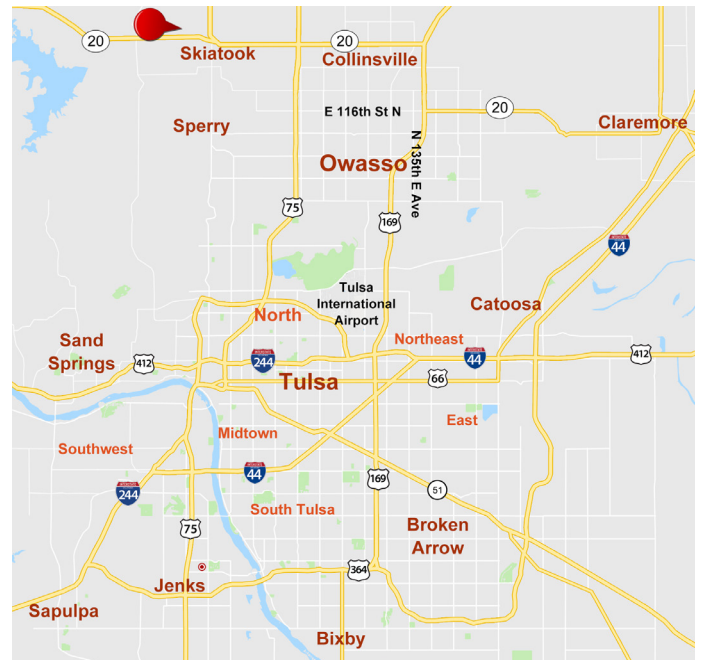 20
20
Skiatook
Collinsville
20
E 116th St N
Claremore
Sperry
N 135th E Ave
Owasso
75
169
44
Tulsa
International
Airport
Catoosa
North
Northeast
Sand
Springs
412
244
44
412
Tulsa
66
East
Midtown
Southwest
44
169
244
51
South Tulsa
75
Broken
Arrow
364
Jenks
Sapulpa
Bixby